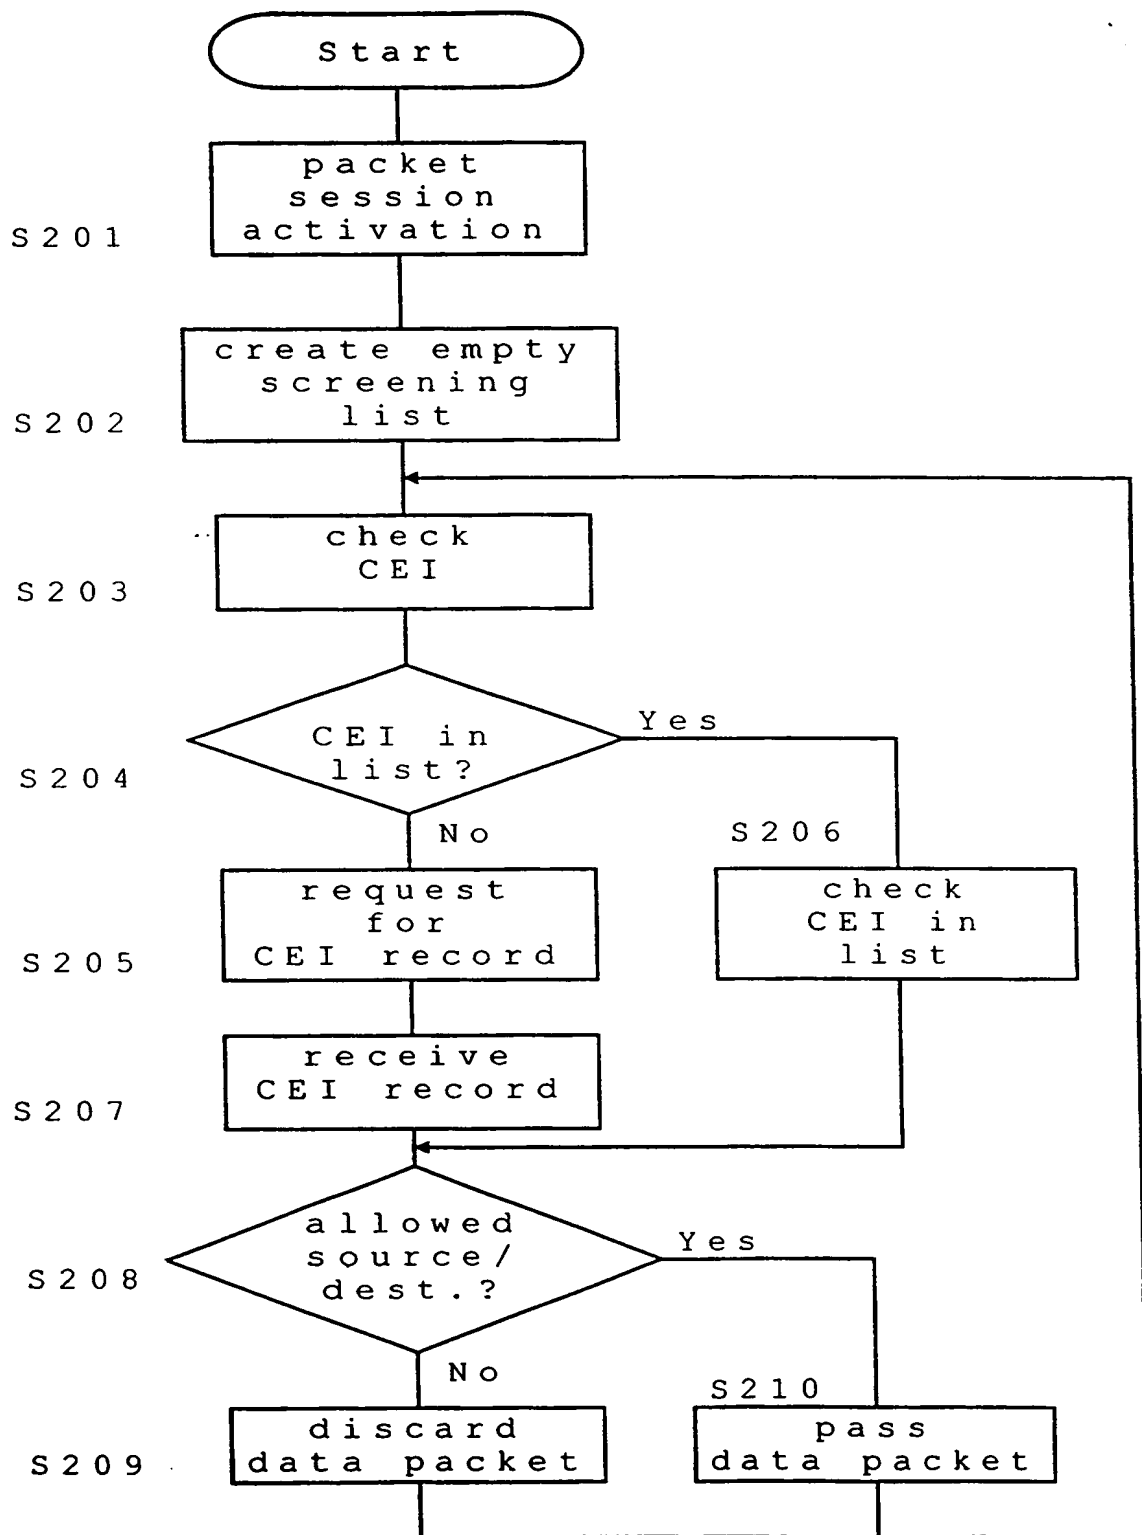 Start
packet
session
activation
S201
create empty
screening
list
S202
check
CEI
S203
CEI in
list?
Yes
S204
No
S206
request
for
CEI record
S205
check
CEI in
list
receive
CEI record
S207
allowed
source/
dest.?
Yes
S208
No
S210
discard
data packet
S209
pass
data packet